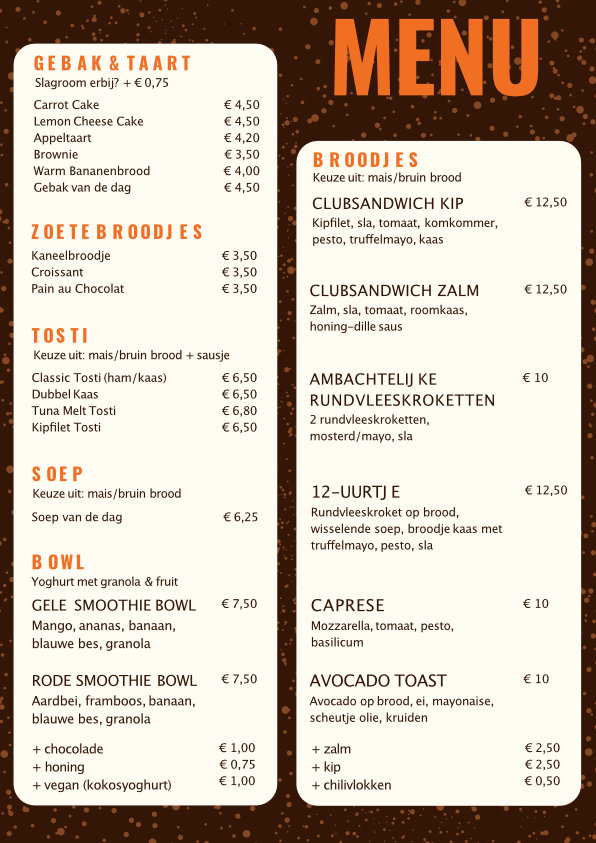 MENU
GEBAK & TAART
Slagroom erbij? + € 0,75
Carrot Cake € 4,50
Lemon Cheese Cake € 4,50
Appeltaart € 4,20
Brownie € 3,50
Warm Bananenbrood € 4,00
Gebak van de dag € 4,50
ZOETE BROODJES
Kaneelbroodje € 3,50
Croissant € 3,50
Pain au Chocolat € 3,50
TOSTI
Keuze uit: mais/bruin brood + sausje
Classic Tosti (ham/kaas) € 6,50
Dubbel Kaas € 6,50
Tuna Melt Tosti € 6,80
Kipfilet Tosti € 6,50
SOEP
Keuze uit: mais/bruin brood
Soep van de dag € 6,25
BOWL
Yoghurt met granola & fruit
GELE SMOOTHIE BOWL € 7,50
Mango, ananas, banaan,
blauwe bes, granola
RODE SMOOTHIE BOWL € 7,50
Aardbei, framboos, banaan,
blauwe bes, granola
+ chocolade € 1,00
+ honing € 0,75
+ vegan (kokosyoghurt) € 1,00
BROODJES
Keuze uit: mais/bruin brood
CLUBSANDWICH KIP € 12,50
Kipfilet, sla, tomaat, komkommer,
pesto, truffelmayo, kaas
CLUBSANDWICH ZALM € 12,50
Zalm, sla, tomaat, roomkaas,
honing-dille saus
AMBACHTELIJKE € 10
RUNDVLEESKROKETTEN
2 rundvleeskroketten,
mosterd/mayo, sla
12-UURTJE € 12,50
Rundvleeskroket op brood,
wisselende soep, broodje kaas met
truffelmayo, pesto, sla
CAPRESE € 10
Mozzarella, tomaat, pesto,
basilicum
AVOCADO TOAST € 10
Avocado op brood, ei, mayonaise,
scheutje olie, kruiden
+ zalm € 2,50
+ kip € 2,50
+ chilivlokken € 0,50